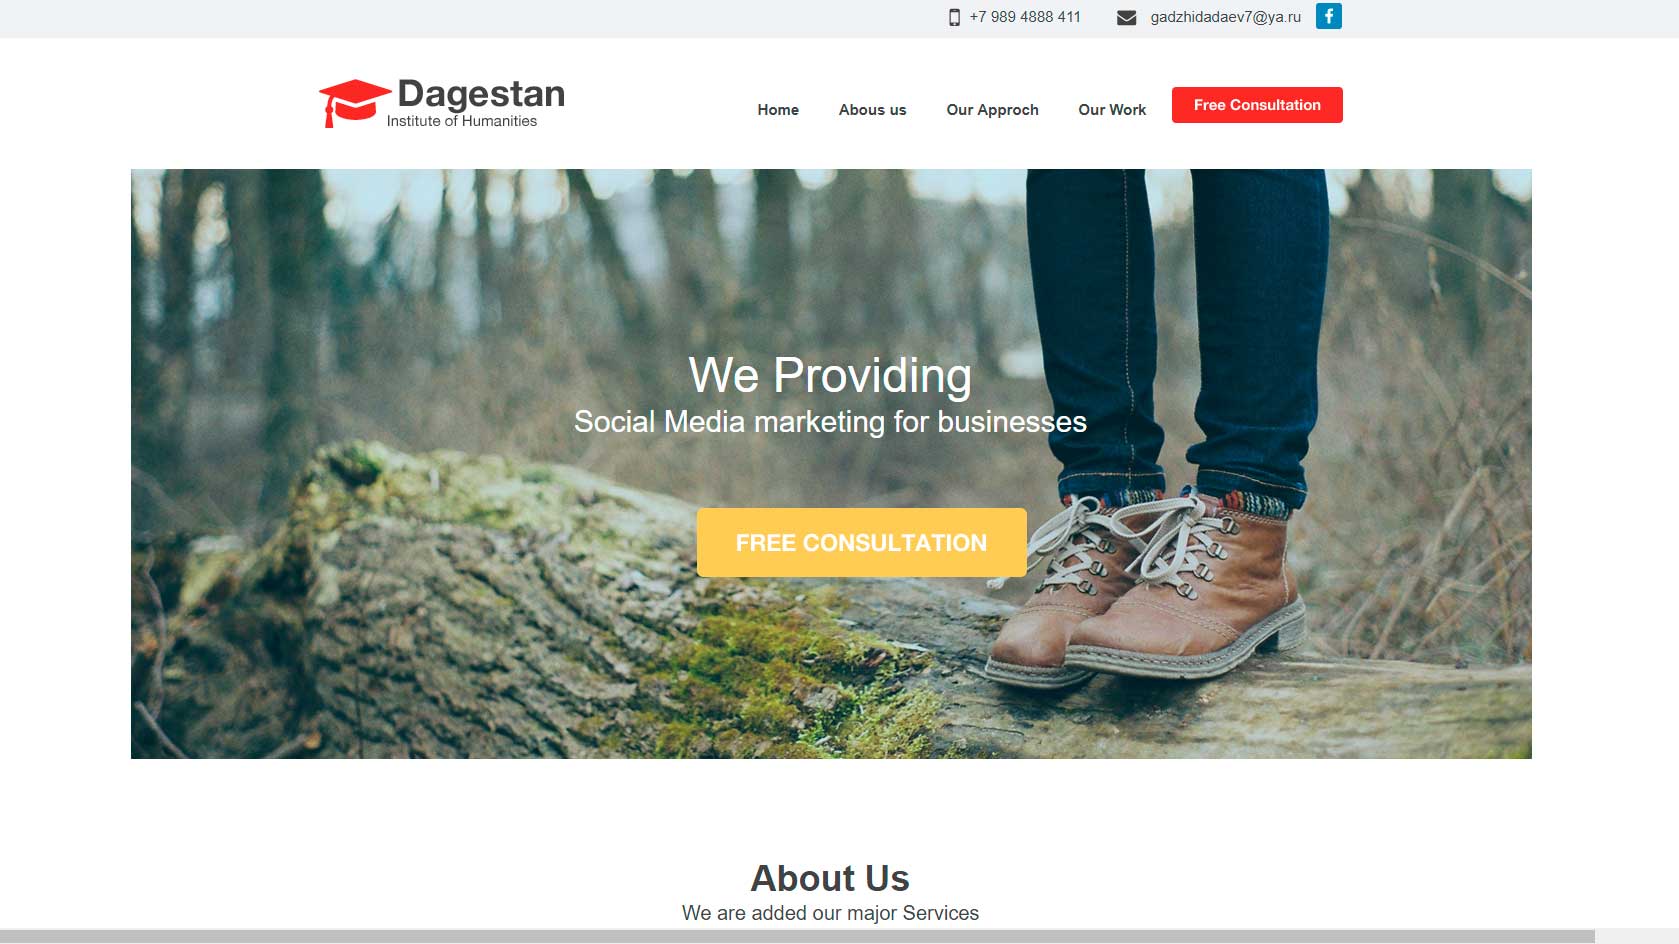 +7 989 4888 411 gadzhidadaev7@ya.ru f
Dagestan
Institute of Humanities
Home Abous us Our Approch Our Work Free Consultation
We Providing
Social Media marketing for businesses
FREE CONSULTATION
About Us
We are added our major Services